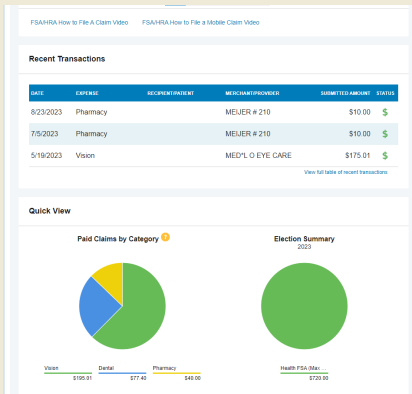 FSA/HRA How to File A Claim Video FSA/HRA How to File a Mobile Claim Video
Recent Transactions
DATE EXPENSE RECIPIENT/PATIENT MERCHANT/PROVIDER SUBMITTED AMOUNT STATUS
8/23/2023 Pharmacy MEIJER # 210 $10.00 $
7/5/2023 Pharmacy MEIJER # 210 $10.00 $
5/19/2023 Vision MED*L O EYE CARE $175.01 $
View full table of recent transactions
Quick View
Paid Claims by Category ?
Election Summary
2023
Vision Dental Pharmacy
$195.01 $77.40 $40.00
Health FSA (Max ...
$720.00